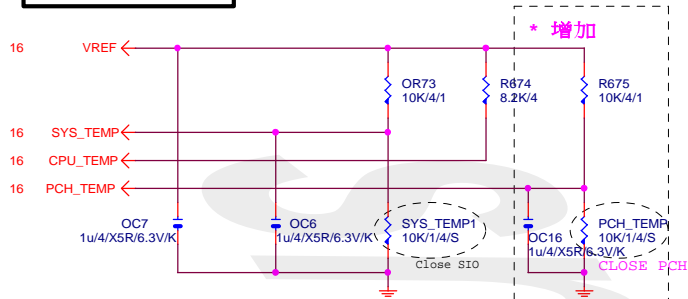 * 增加
16 VREF
OR73
10K/4/1
R674
8.2K/4
R675
10K/4/1
16 SYS_TEMP
16 CPU_TEMP
16 PCH_TEMP
OC7
1u/4/X5R/6.3V/K
OC6
1u/4/X5R/6.3V/K
SYS_TEMP1
10K/1/4/S
Close SIO
OC16
1u/4/X5R/6.3V/K
PCH_TEMP
10K/1/4/S
CLOSE PCH